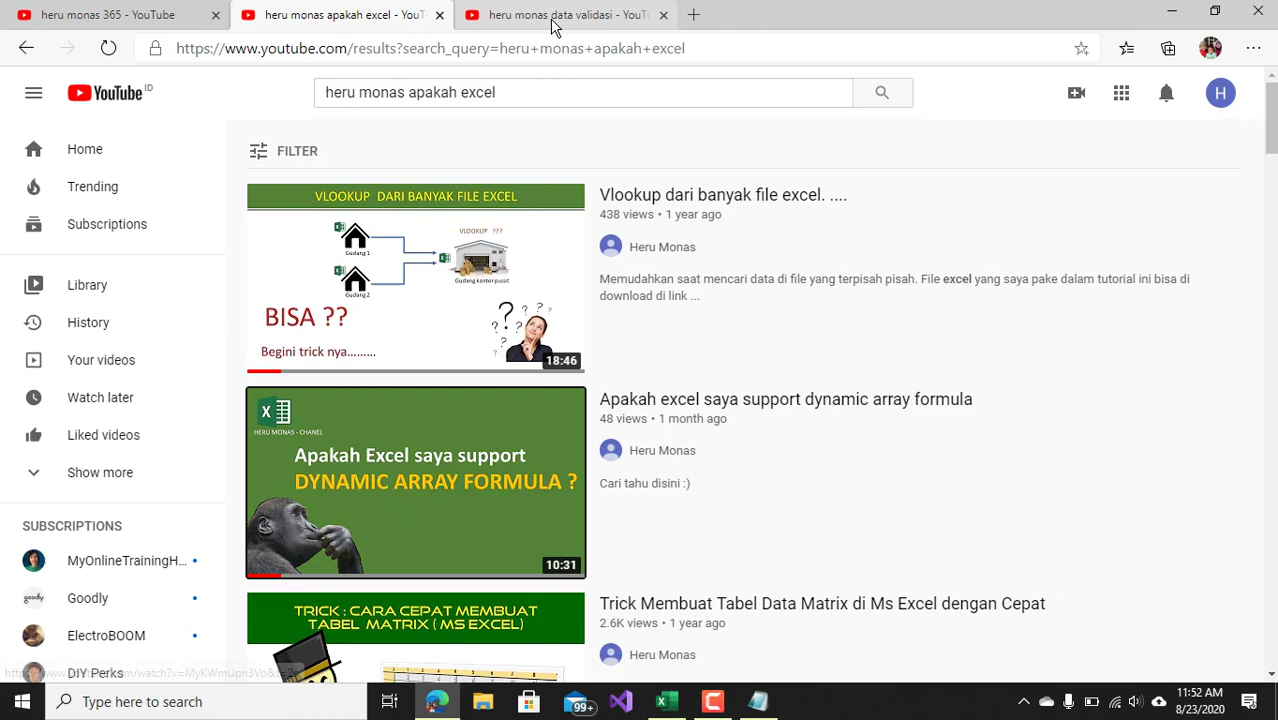 heru monas 365 - YouTube
heru monas apakah excel - YouT
heru monas data validasi - YouT
https://www.youtube.com/results?search_query=heru+monas+apakah+excel
YouTube ID
heru monas apakah excel
H
Home
Trending
Subscriptions
Library
History
Your videos
Watch later
Liked videos
Show more
SUBSCRIPTIONS
MyOnlineTrainingH...
Goodly
ElectroBOOM
DIY Perks
FILTER
VLOOKUP DARI BANYAK FILE EXCEL
VLOOKUP ???
Gudang 1
Gudang 2
Gudang kantor pusat
BISA ??
Begini trick nya.........
18:46
Vlookup dari banyak file excel. ....
438 views • 1 year ago
Heru Monas
Memudahkan saat mencari data di file yang terpisah pisah. File excel yang saya pake dalam tutorial ini bisa di
download di link ...
HERU MONAS - CHANEL
Apakah Excel saya support
DYNAMIC ARRAY FORMULA ?
10:31
Apakah excel saya support dynamic array formula
48 views • 1 month ago
Heru Monas
Cari tahu disini :)
TRICK : CARA CEPAT MEMBUAT
TABEL MATRIX ( MS EXCEL)
Trick Membuat Tabel Data Matrix di Ms Excel dengan Cepat
2.6K views • 1 year ago
Heru Monas
Type here to search
99+
11:52 AM
8/23/2020